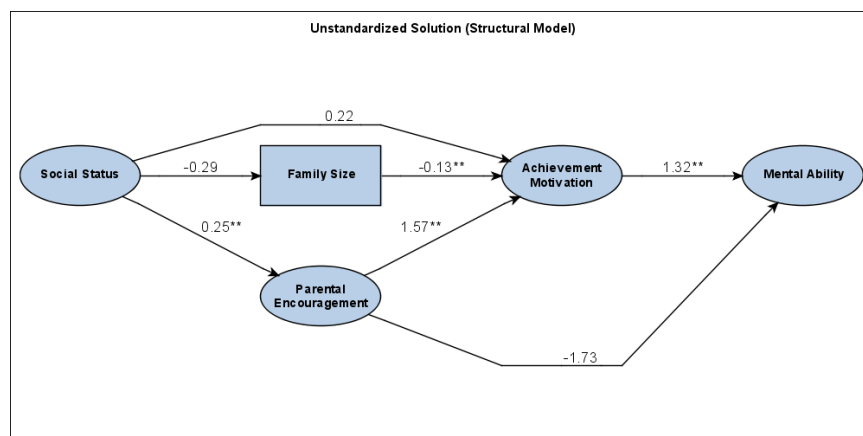 Unstandardized Solution (Structural Model)
0.22
Social Status
-0.29
Family Size
-0.13**
Achievement
Motivation
1.32**
Mental Ability
0.25**
1.57**
Parental
Encouragement
-1.73